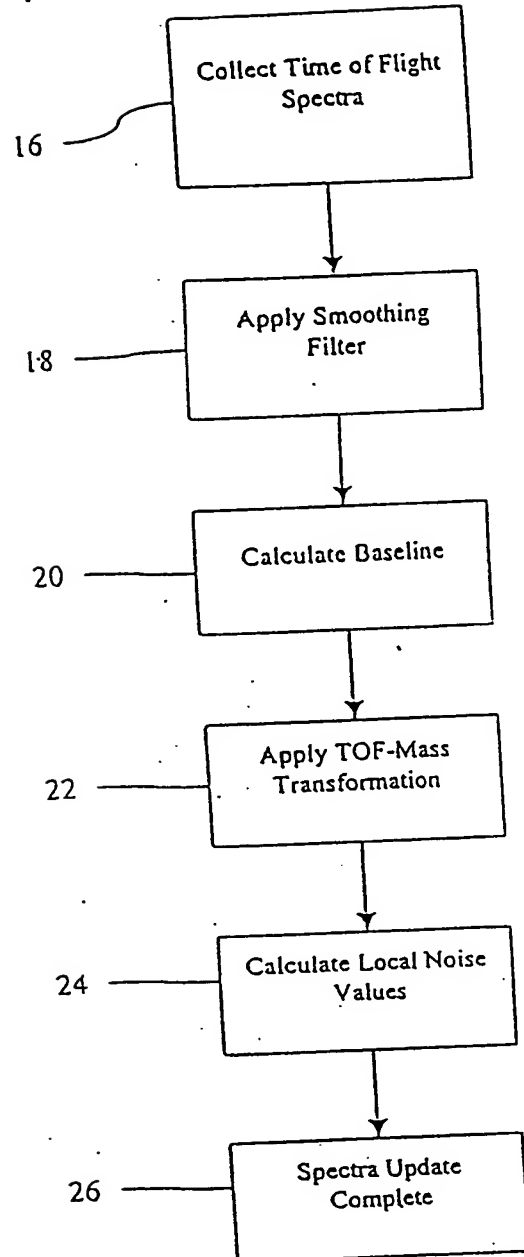 Collect Time of Flight
Spectra
16
Apply Smoothing
Filter
18
Calculate Baseline
20
Apply TOF-Mass
Transformation
22
Calculate Local Noise
Values
24
Spectra Update
Complete
26